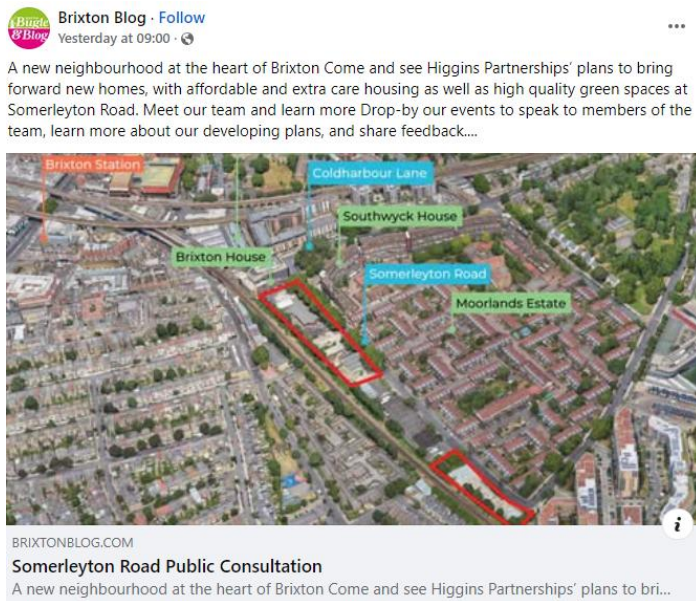 Bugle
&Blog
Brixton Blog · Follow
Yesterday at 09:00 ·
A new neighbourhood at the heart of Brixton Come and see Higgins Partnerships' plans to bring
forward new homes, with affordable and extra care housing as well as high quality green spaces at
Somerleyton Road. Meet our team and learn more Drop-by our events to speak to members of the
team, learn more about our developing plans, and share feedback....
Brixton Station
Coldharbour Lane
Southwyck House
Brixton House
Somerleyton Road
Moorlands Estate
i
BRIXTONBLOG.COM
Somerleyton Road Public Consultation
A new neighbourhood at the heart of Brixton Come and see Higgins Partnerships' plans to bri...